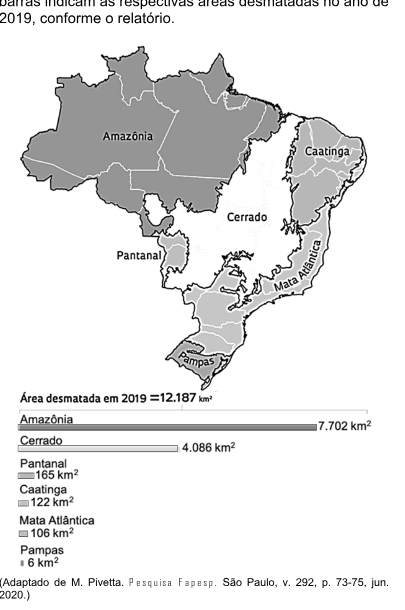 barras indicam as respectivas áreas desmatadas no ano de
2019, conforme o relatório.
Amazônia
Caatinga
Cerrado
Pantanal
Mata Atlântica
Pampas
Área desmatada em 2019 =12.187 km²
Amazônia
7.702 km²
Cerrado
4.086 km²
Pantanal
165 km²
Caatinga
122 km²
Mata Atlântica
106 km²
Pampas
6 km²
(Adaptado de M. Pivetta. Pesquisa Fapesp. São Paulo, v. 292, p. 73-75, jun.
2020.)